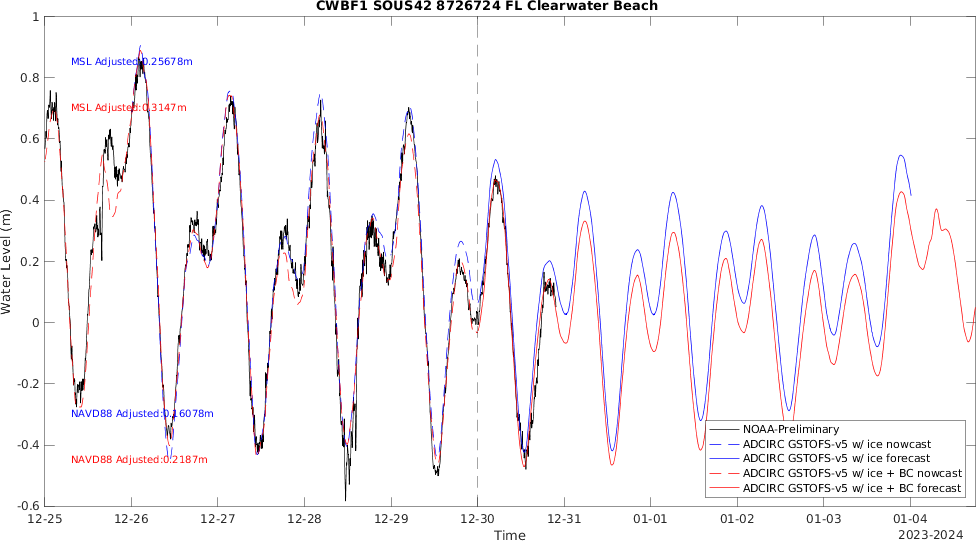 CWBF1 SOUS42 8726724 FL Clearwater Beach
1
0.8
0.6
0.4
0.2
0
-0.2
-0.4
-0.6
Water Level (m)
MSL Adjusted:0.25678m
MSL Adjusted:0.3147m
NAVD88 Adjusted:0.16078m
NAVD88 Adjusted:0.2187m
NOAA-Preliminary
ADCIRC GSTOFS-v5 w/ ice nowcast
ADCIRC GSTOFS-v5 w/ ice forecast
ADCIRC GSTOFS-v5 w/ ice + BC nowcast
ADCIRC GSTOFS-v5 w/ ice + BC forecast
12-25 12-26 12-27 12-28 12-29 12-30 12-31 01-01 01-02 01-03 01-04
Time
2023-2024